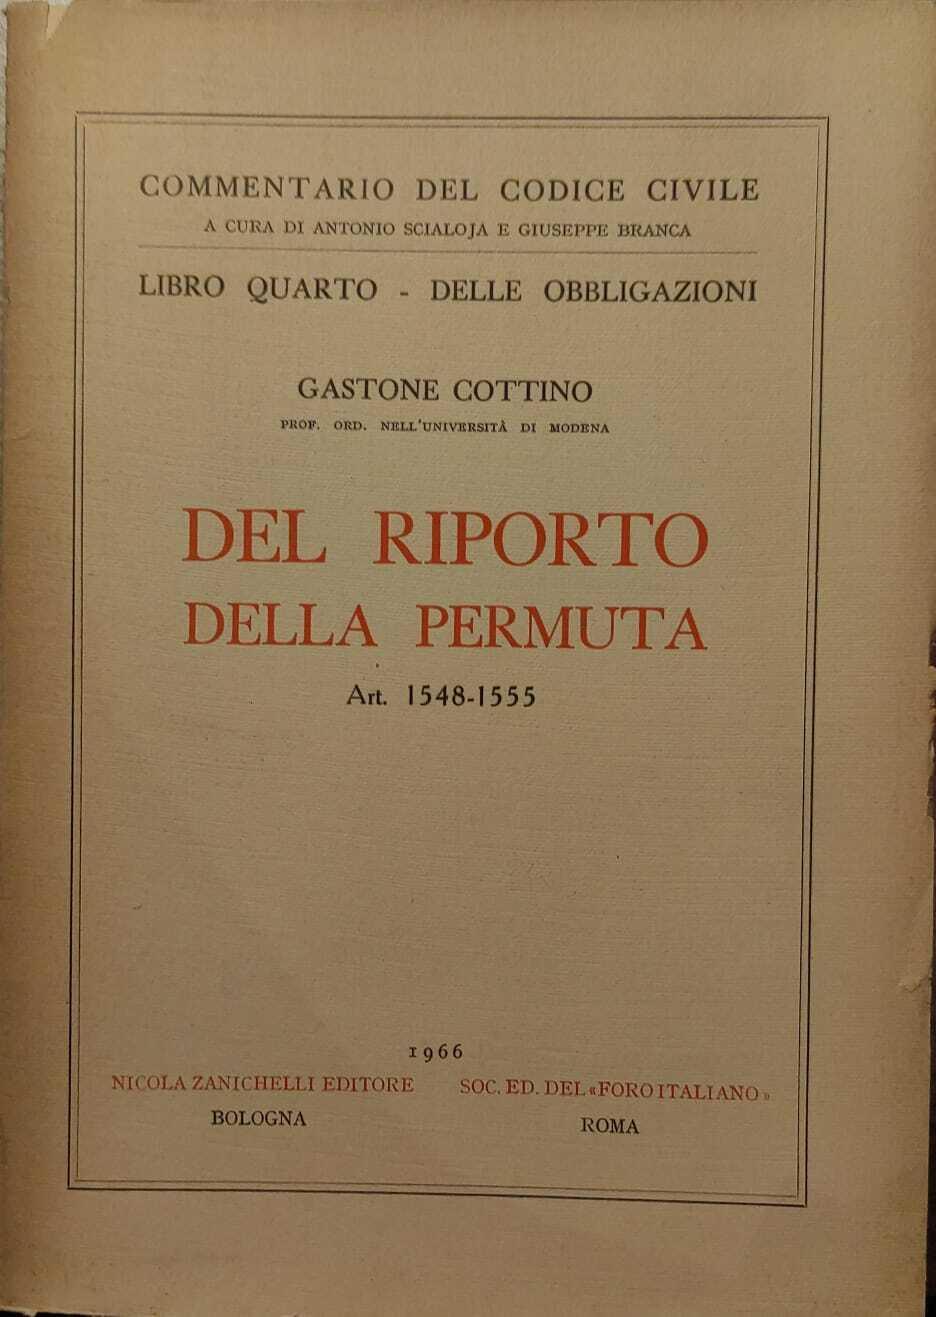 COMMENTARIO DEL CODICE CIVILE
A CURA DI ANTONIO SCIALOJA E GIUSEPPE BRANCA
LIBRO QUARTO - DELLE OBBLIGAZIONI
GASTONE COTTINO
PROF. ORD. NELL'UNIVERSITÀ DI MODENA
DEL RIPORTO
DELLA PERMUTA
Art. 1548-1555
1966
NICOLA ZANICHELLI EDITORE
BOLOGNA
SOC. ED. DEL «FORO ITALIANO»
ROMA